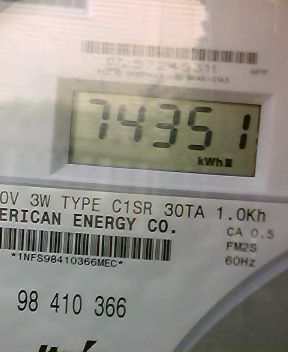 74351
kWh
0V 3W TYPE C1SR 30TA 1.0Kh
ERICAN ENERGY CO. CA 0.5
FM2S
*1NFS98410366MEC* 60Hz
98 410 366